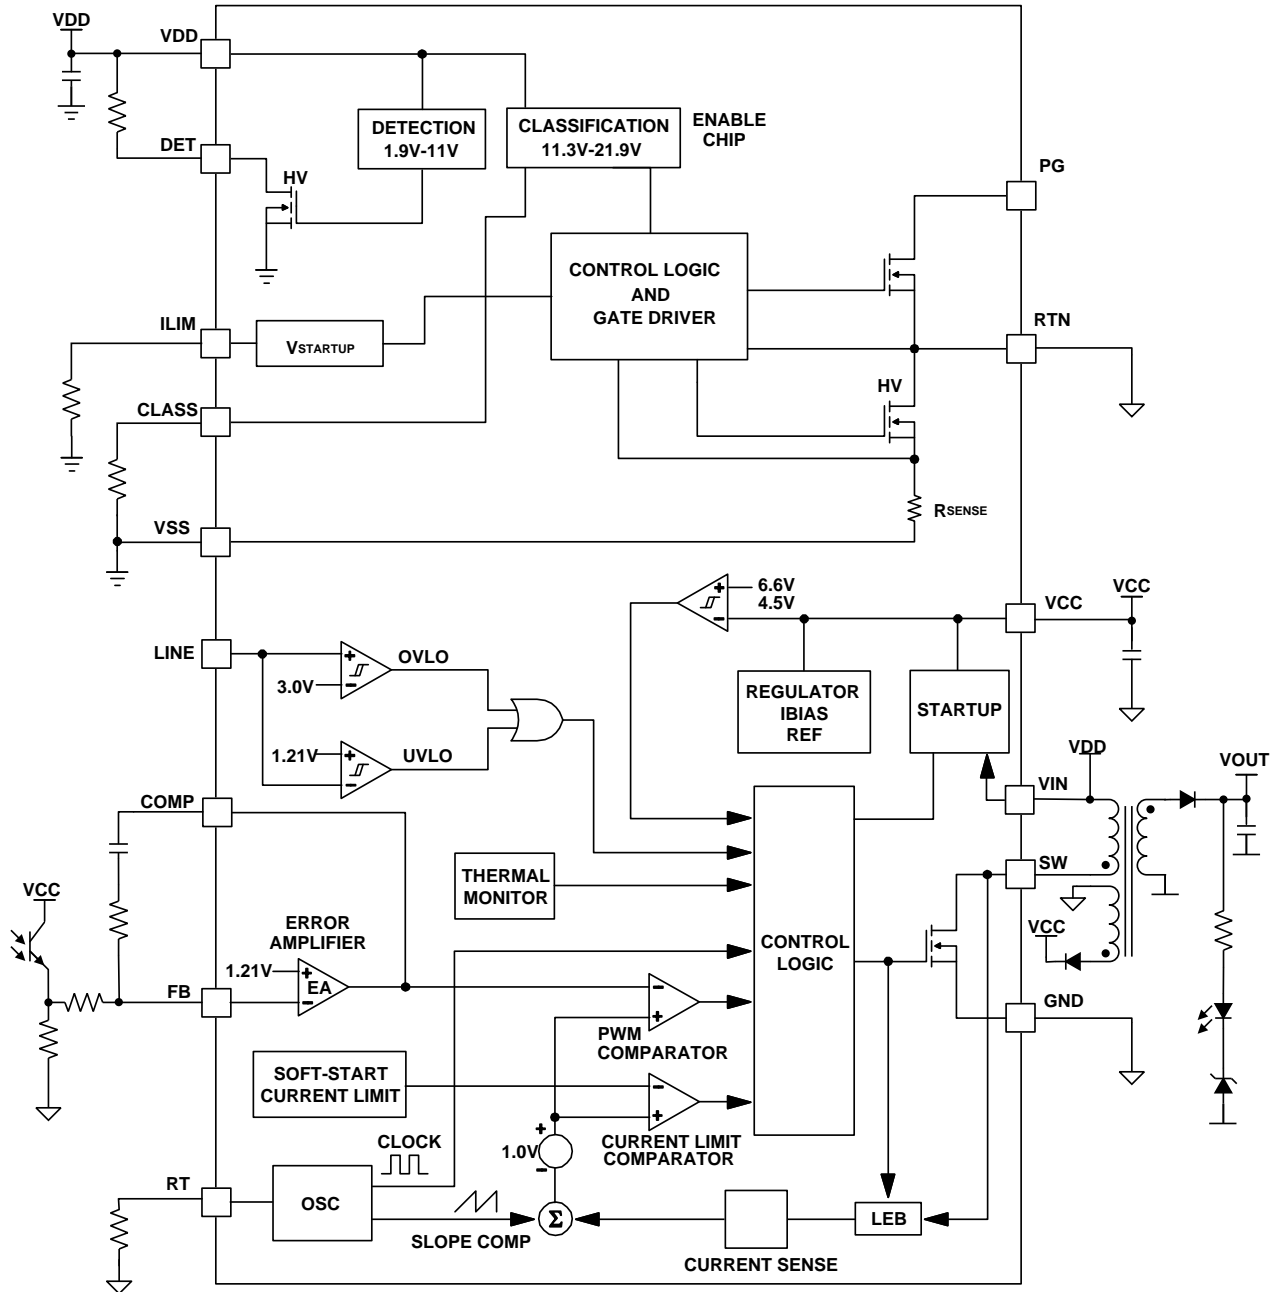 VDD
VDD
DETECTION
1.9V-11V
CLASSIFICATION
11.3V-21.9V
ENABLE
CHIP
DET
HV
PG
CONTROL LOGIC
AND
GATE DRIVER
ILIM
VSTARTUP
RTN
CLASS
HV
RSENSE
VSS
6.6V
4.5V
VCC
VCC
LINE
+
-
3.0V
OVLO
REGULATOR
IBIAS
REF
STARTUP
1.21V
+
-
UVLO
VDD
VOUT
VIN
COMP
THERMAL
MONITOR
SW
VCC
ERROR
AMPLIFIER
CONTROL
LOGIC
VCC
1.21V
+
EA
-
FB
GND
-
+
PWM
COMPARATOR
SOFT-START
CURRENT LIMIT
-
+
CURRENT LIMIT
COMPARATOR
+
1.0V
-
CLOCK
RT
OSC
Σ
LEB
SLOPE COMP
CURRENT SENSE